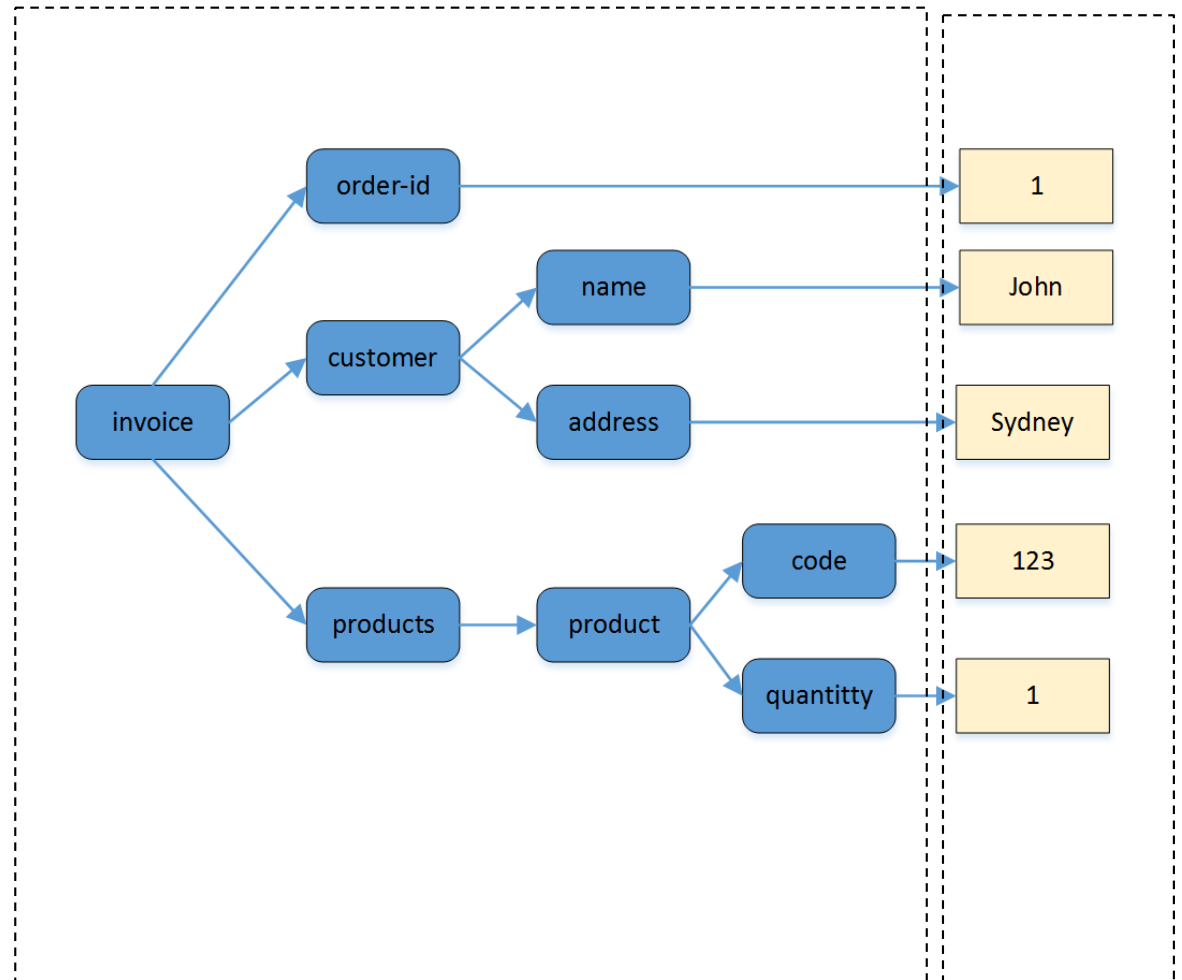 order-id
1
name
John
customer
invoice
address
Sydney
code
123
products
product
quantitty
1